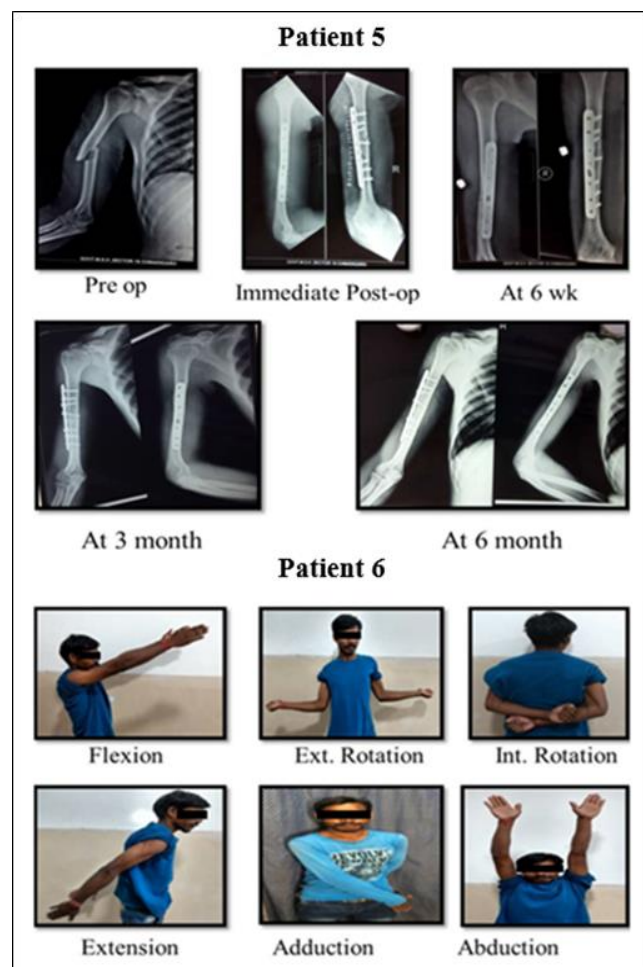 Patient 5
Pre op
Immediate Post-op
At 6 wk
At 3 month
At 6 month
Patient 6
Flexion
Ext. Rotation
Int. Rotation
Extension
Adduction
Abduction